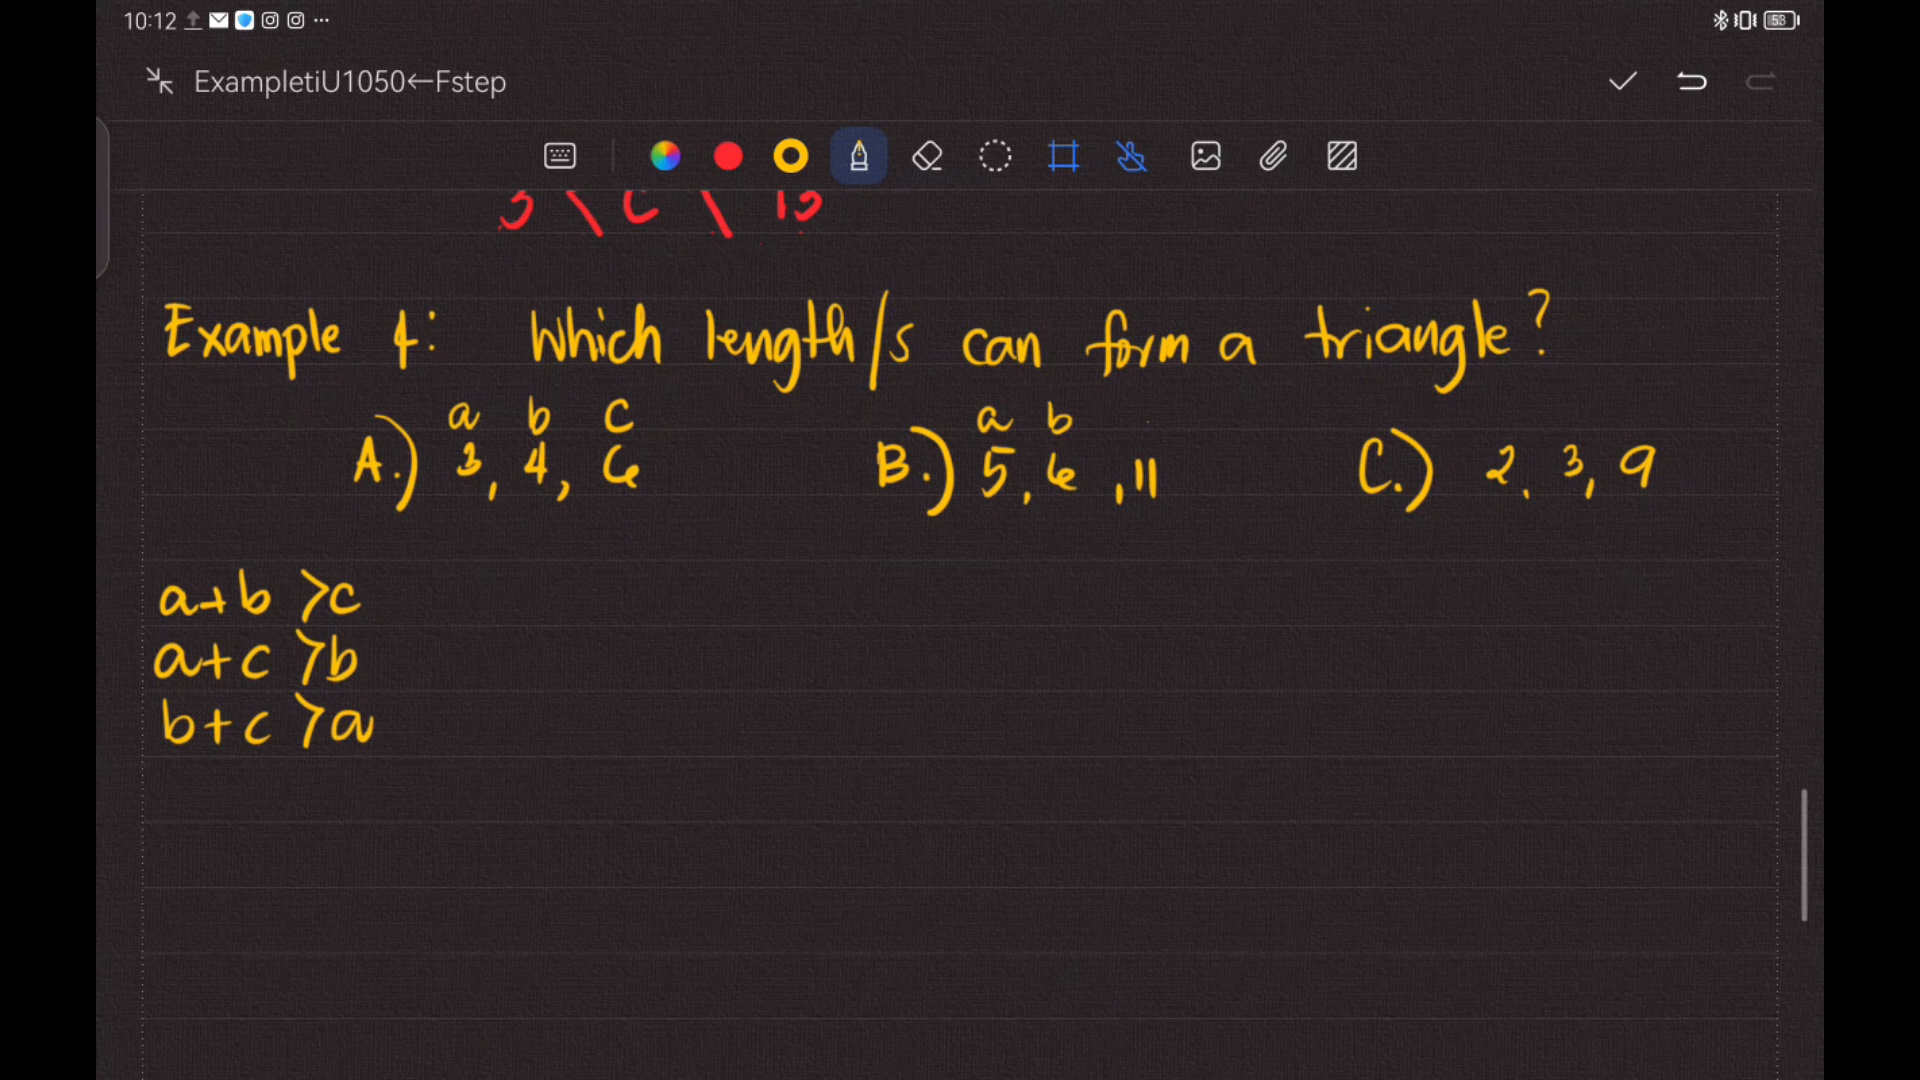 10:12 ... 53
ExampletiU1050←Fstep
Example 4: Which length/s can form a triangle?
a b c a b
A.) 3, 4, 6 B.) 5, 6, 11 C.) 2, 3, 9
a+b >c
a+c >b
b+c >a